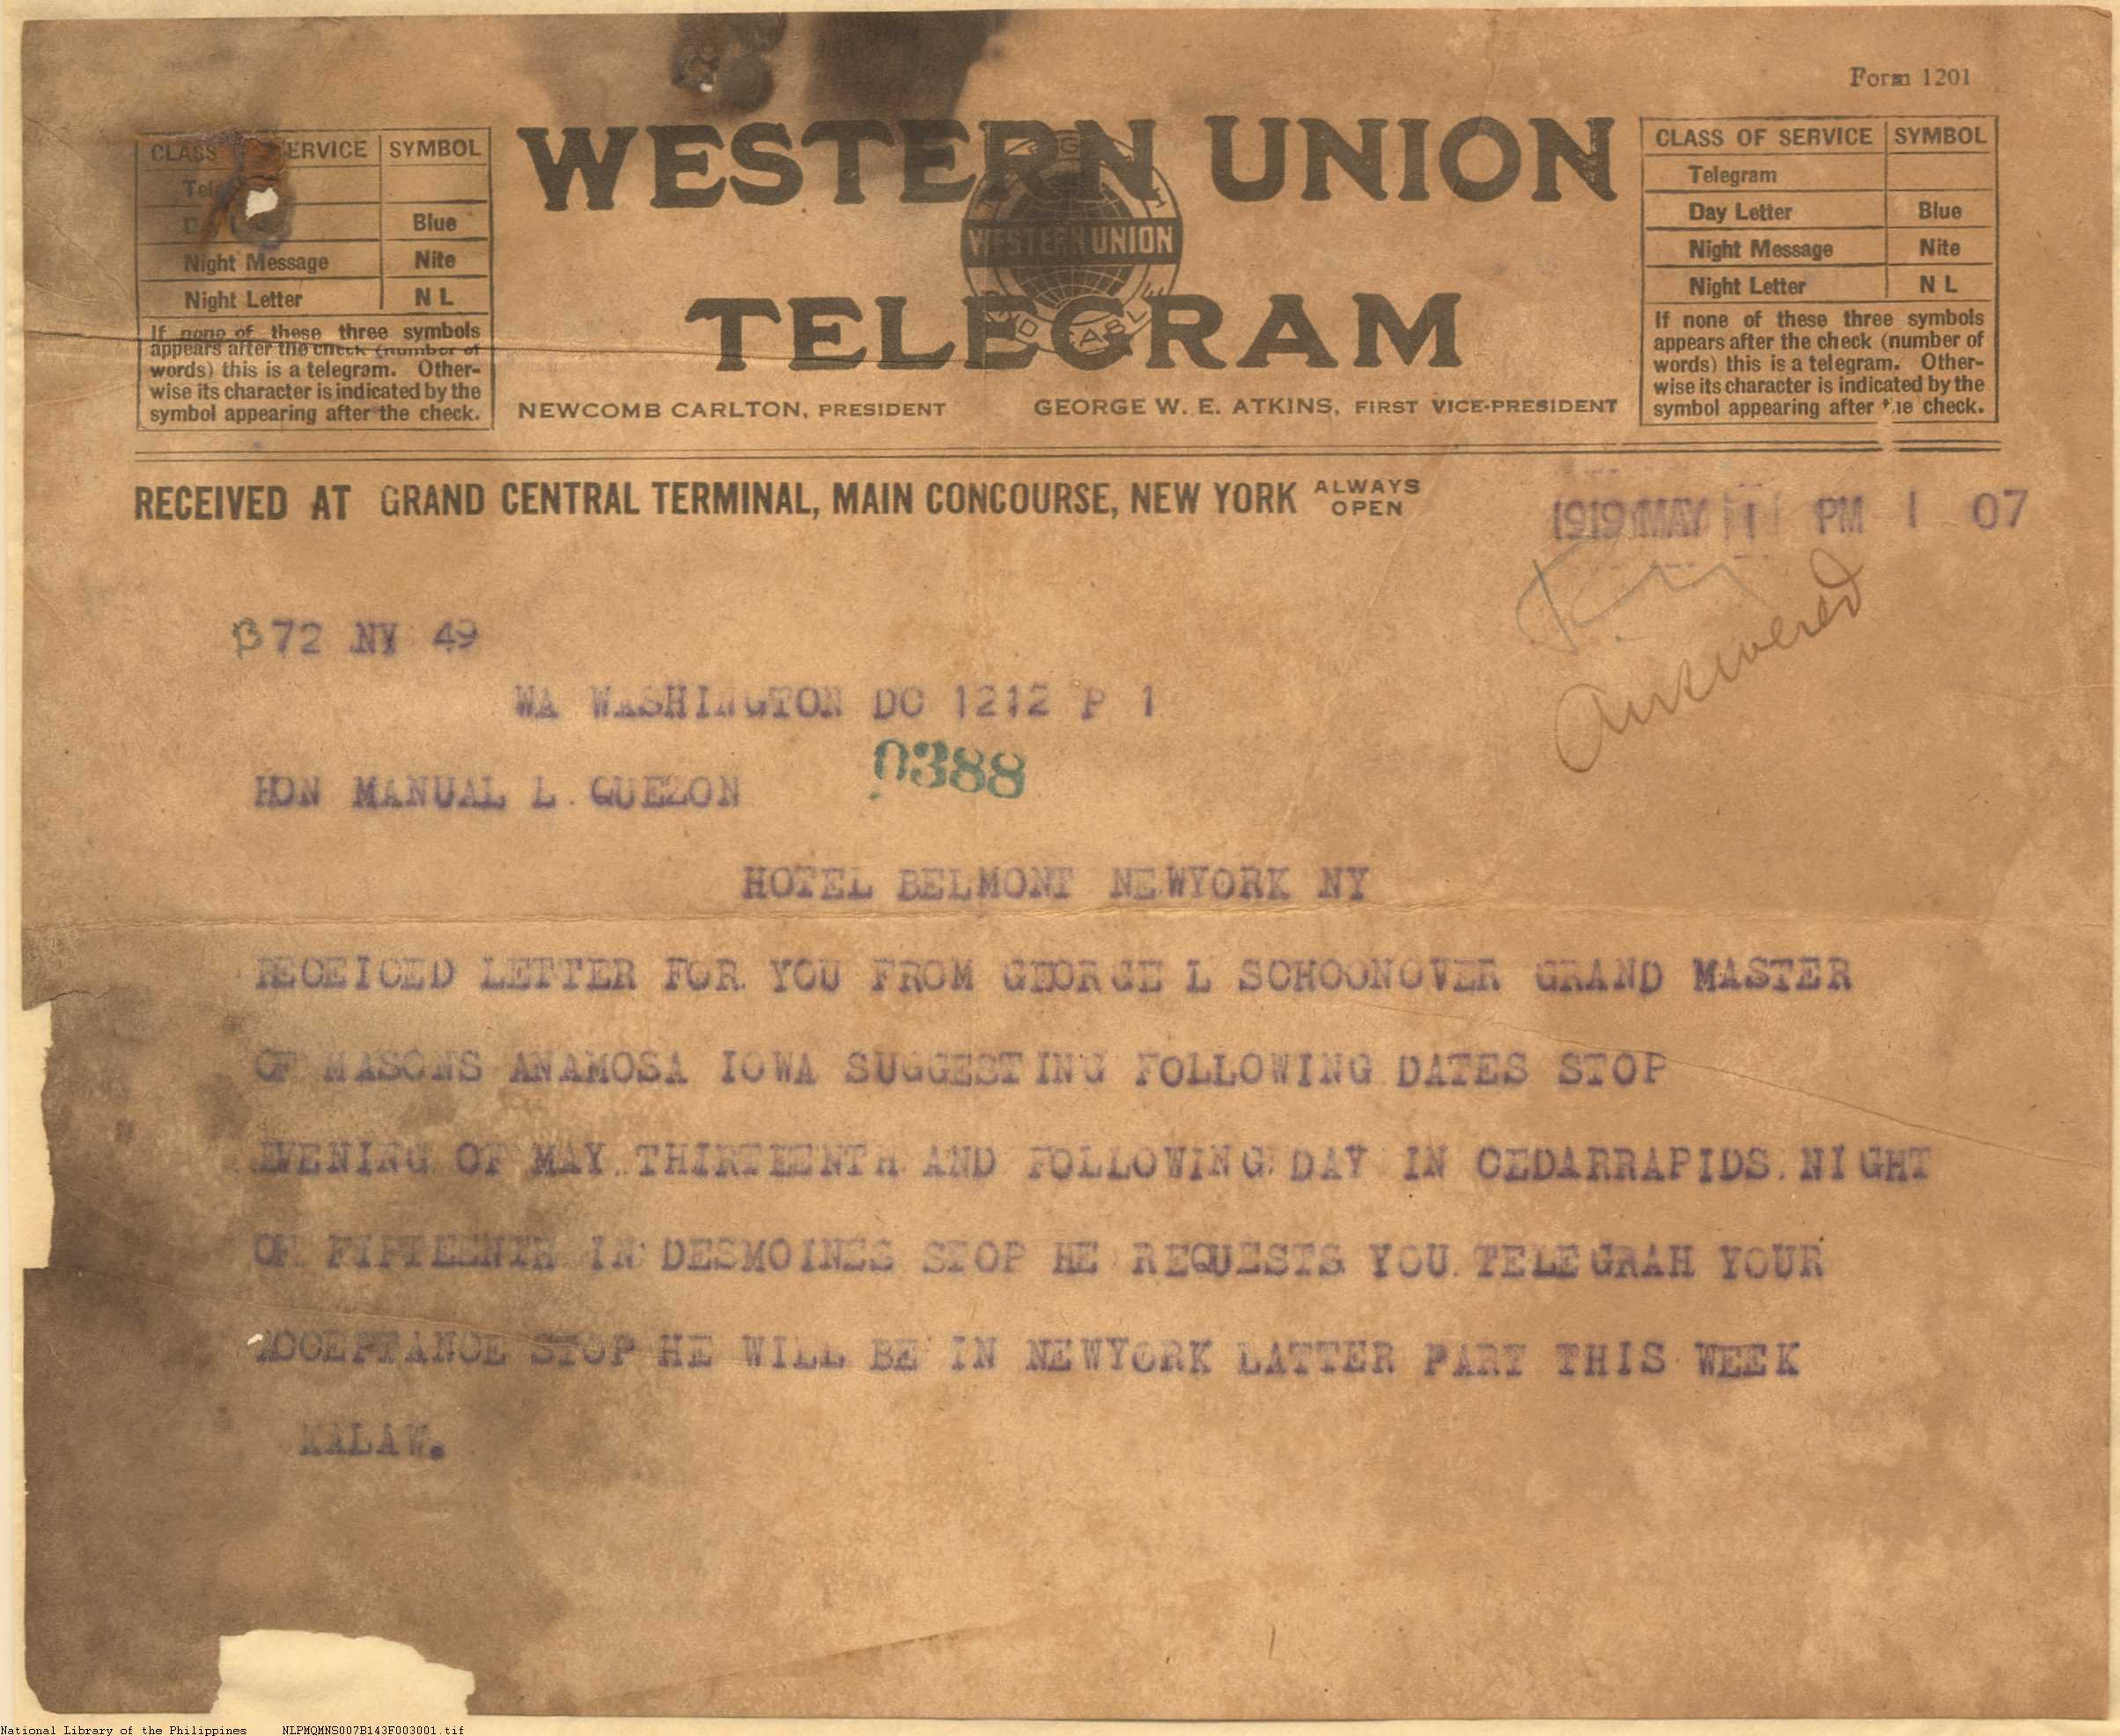 Form 1201
CLASS SERVICE SYMBOL
Blue
Night Message Nite
Night Letter N L
If none of these three symbols
appears after the check (number of
words) this is a telegram. Other-
wise its character is indicated by the
symbol appearing after the check.
WESTERN UNION
WESTERN UNION
TELEGRAM
NEWCOMB CARLTON, PRESIDENT GEORGE W. E. ATKINS, FIRST VICE-PRESIDENT
CLASS OF SERVICE SYMBOL
Telegram
Day Letter Blue
Night Message Nite
Night Letter N L
If none of these three symbols
appears after the check (number of
words) this is a telegram. Other-
wise its character is indicated by the
symbol appearing after the check.
RECEIVED AT GRAND CENTRAL TERMINAL, MAIN CONCOURSE, NEW YORK ALWAYS OPEN
1919 MAY 1 PM 1 07
answered
B72 NY 49
WA WASHINGTON DC 1212 P 1
0388
HON MANUAL L. QUEZON
HOTEL BELMONT NEWYORK NY
RECEICED LETTER FOR YOU FROM GEORGE L SCHOONOVER GRAND MASTER
OF MASONS ANAMOSA IOWA SUGGESTING FOLLOWING DATES STOP
EVENING OF MAY THIRTEENTH AND FOLLOWING DAY IN CEDARRAPIDS NIGHT
OF FIFTEENTH IN DESMOINES STOP HE REQUESTS YOU TELEGRAH YOUR
ACCEPTANCE STOP HE WILL BE IN NEWYORK LATTER PART THIS WEEK
KALAW.
National Library of the Philippines NLPMQMNS007B143F003001.tif